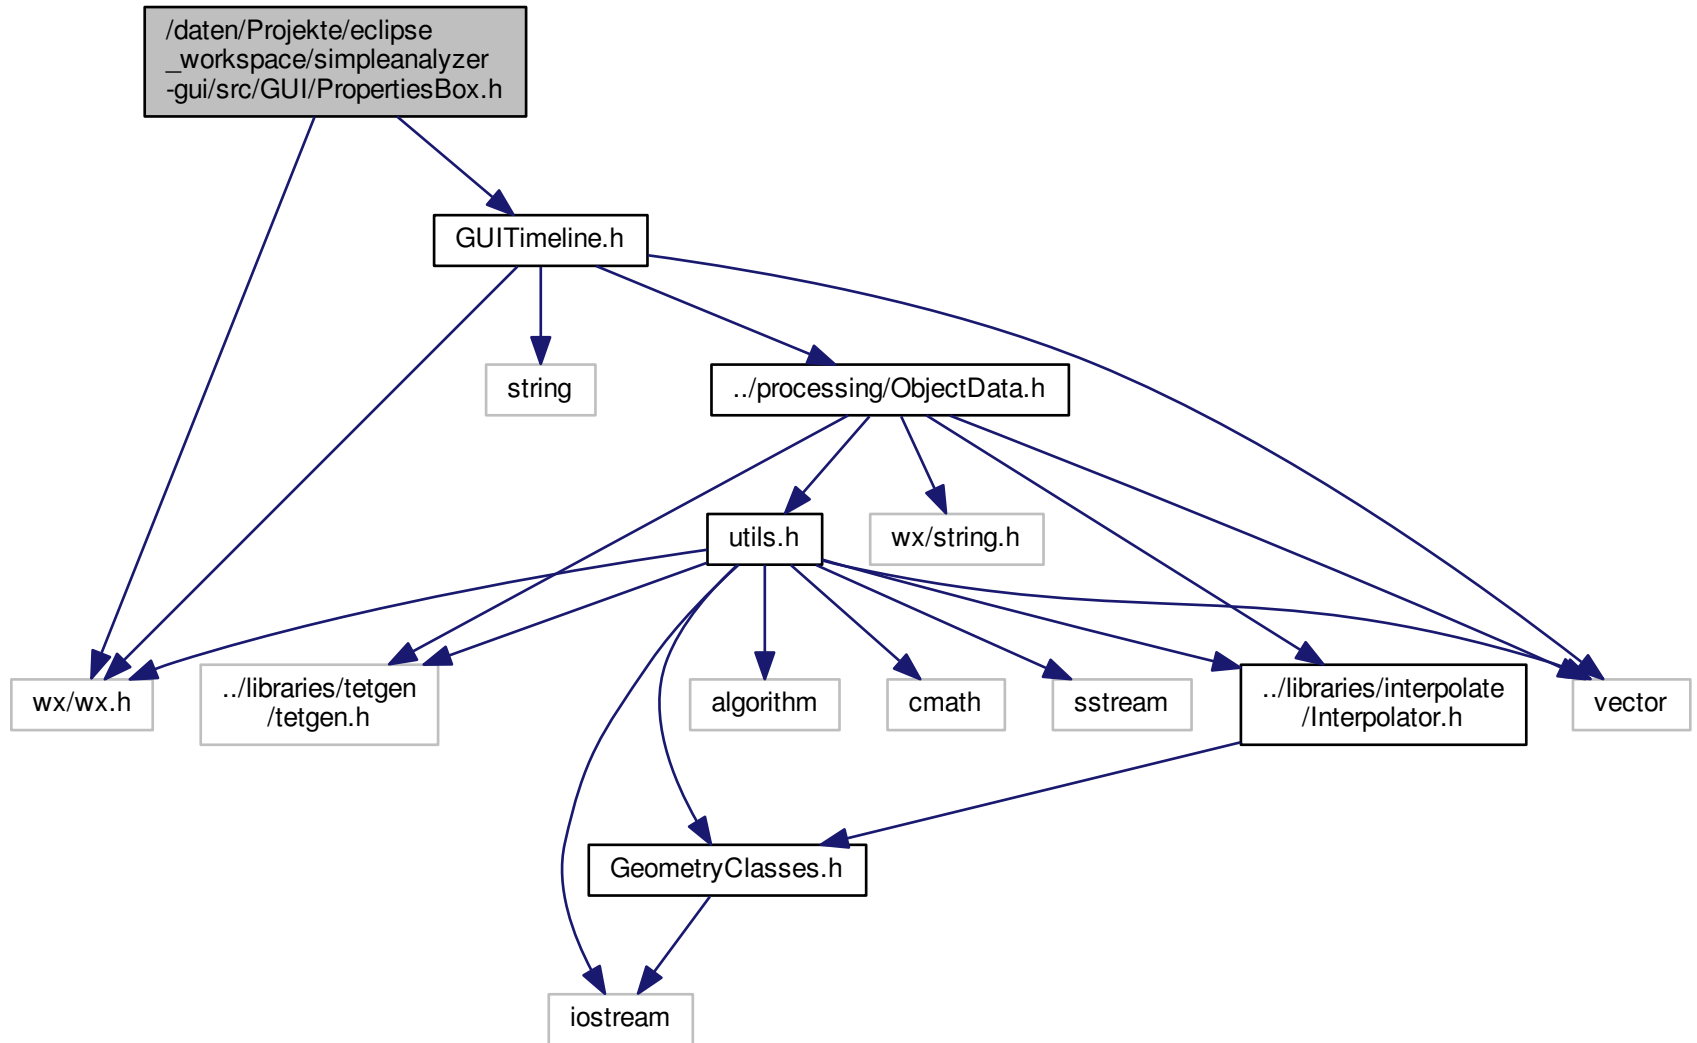 /daten/Projekte/eclipse
_workspace/simpleanalyzer
-gui/src/GUI/PropertiesBox.h
GUITimeline.h
string
../processing/ObjectData.h
utils.h
wx/string.h
wx/wx.h
../libraries/tetgen
/tetgen.h
algorithm
cmath
sstream
../libraries/interpolate
/Interpolator.h
vector
GeometryClasses.h
iostream